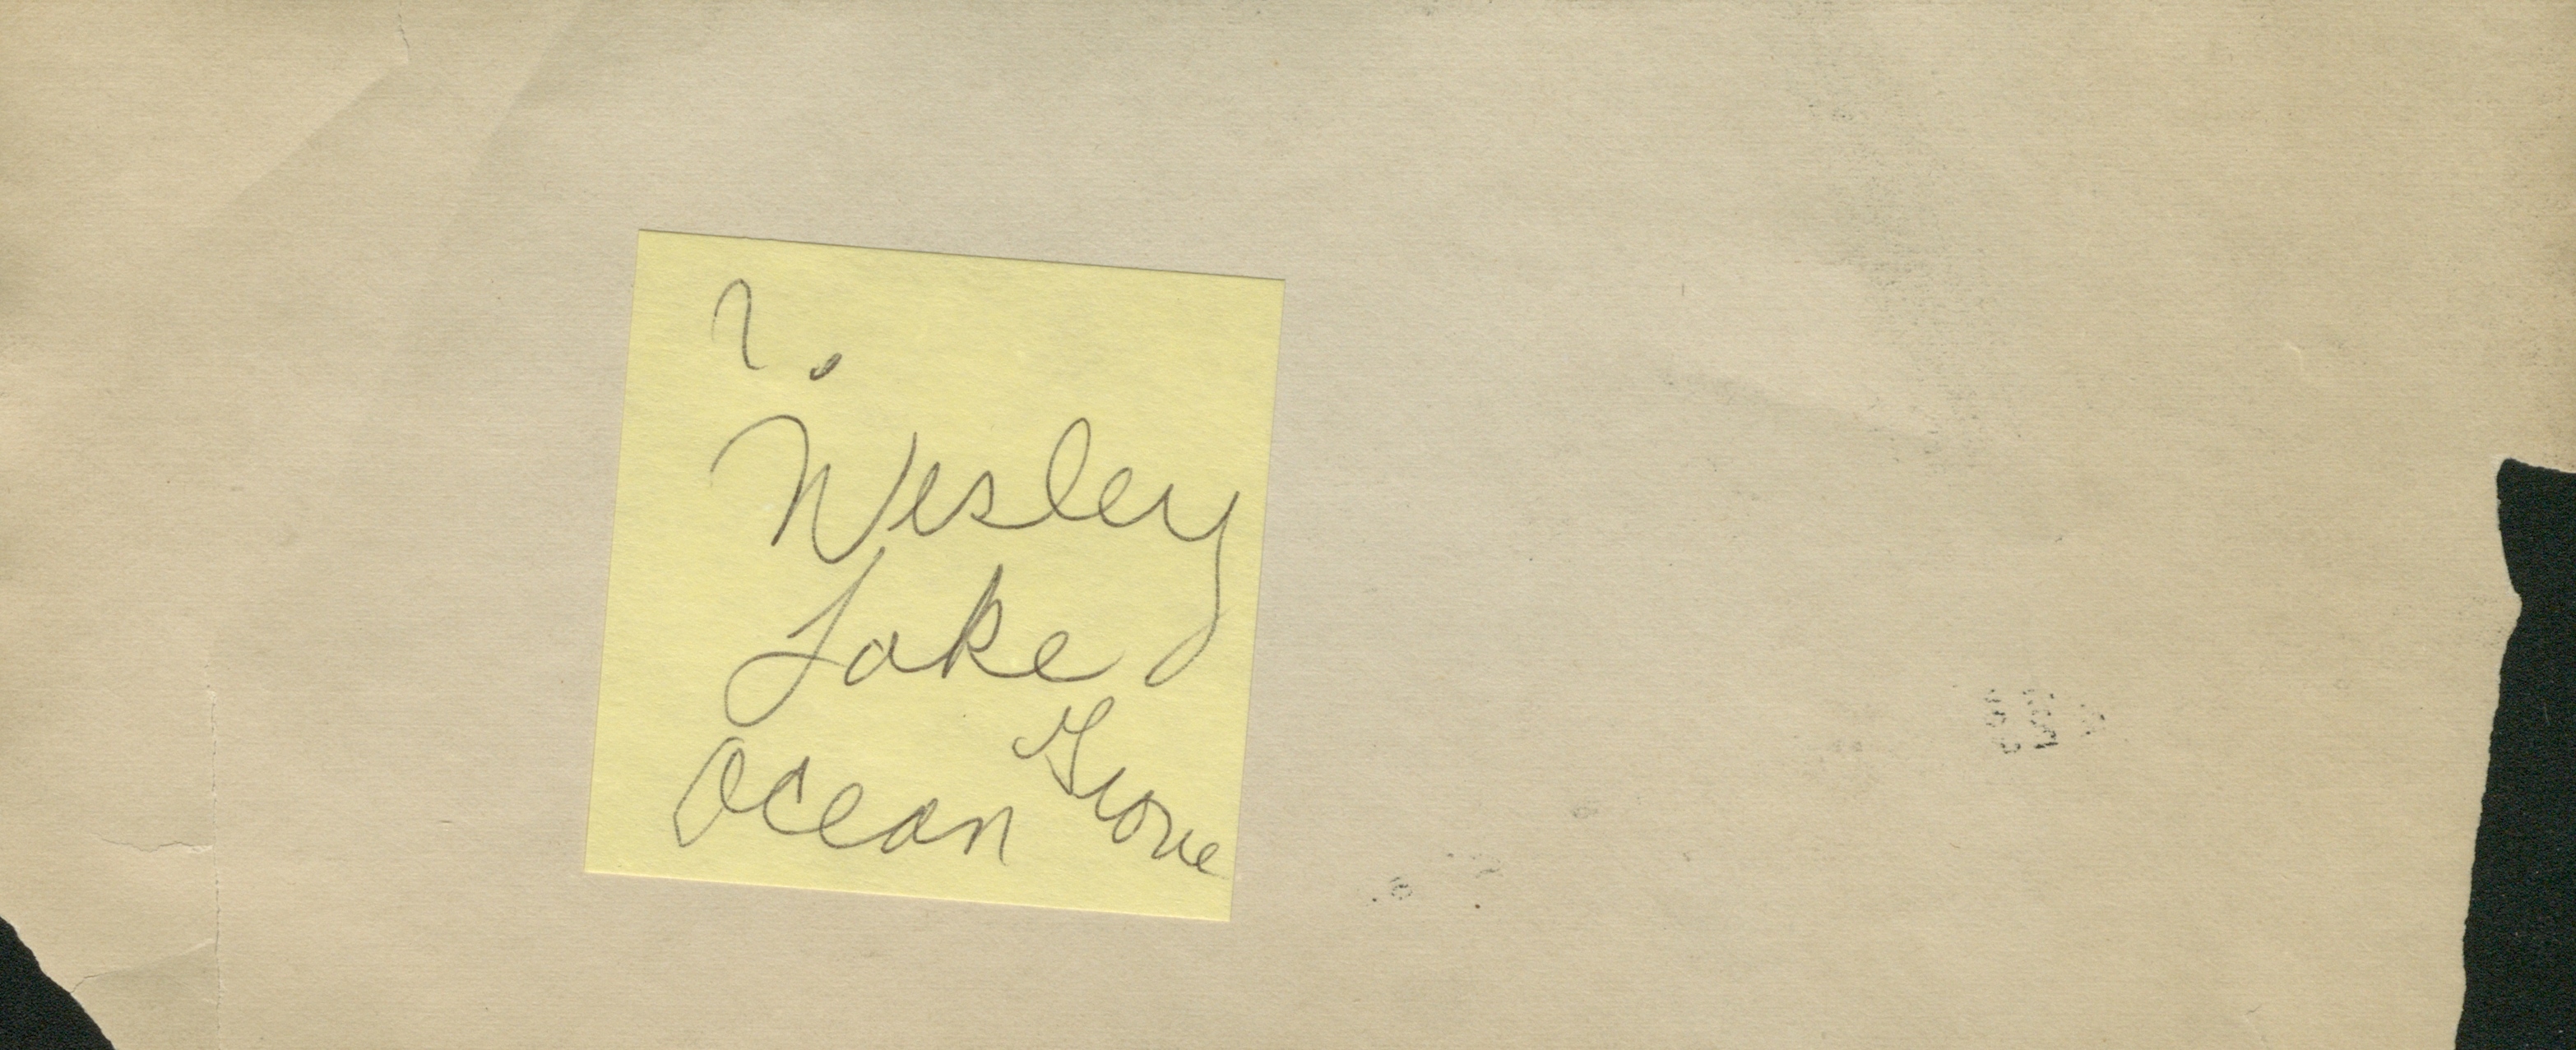 ?
Wesley
Lake
Ocean Grove